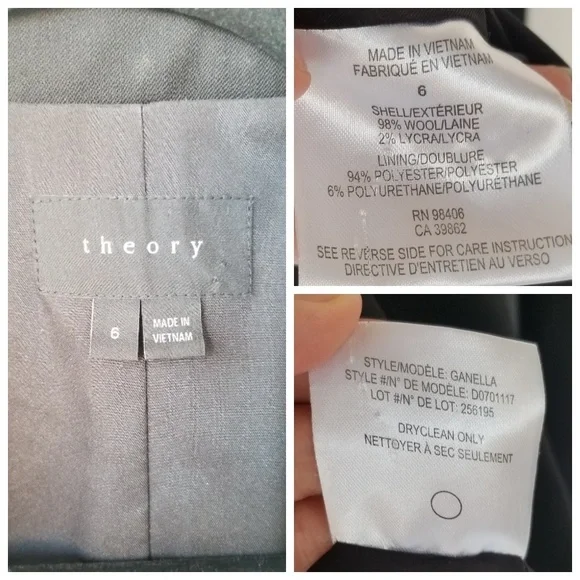 theory
6
MADE IN
VIETNAM
MADE IN VIETNAM
FABRIQUÉ EN VIETNAM
6
SHELL/EXTÉRIEUR
98% WOOL/LAINE
2% LYCRA/LYCRA
LINING/DOUBLURE
94% POLYESTER/POLYESTER
6% POLYURETHANE/POLYURÉTHANE
RN 98406
CA 39862
SEE REVERSE SIDE FOR CARE INSTRUCTION
DIRECTIVE D'ENTRETIEN AU VERSO
STYLE/MODÈLE: GANELLA
STYLE #/N° DE MODÈLE: D0701117
LOT #/N° DE LOT: 256195
DRYCLEAN ONLY
NETTOYER À SEC SEULEMENT